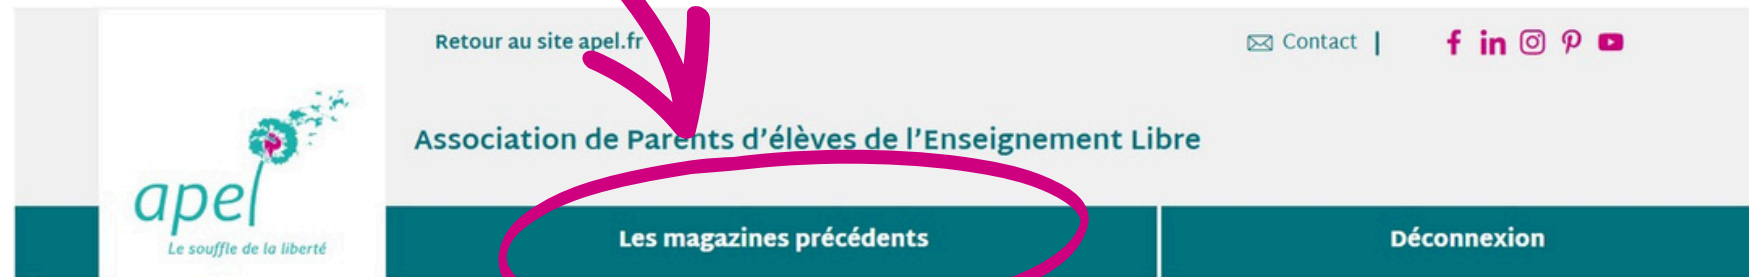 Retour au site apel.fr
Contact
Association de Parents d'élèves de l'Enseignement Libre
apel
Le souffle de la liberté
Les magazines précédents
Déconnexion